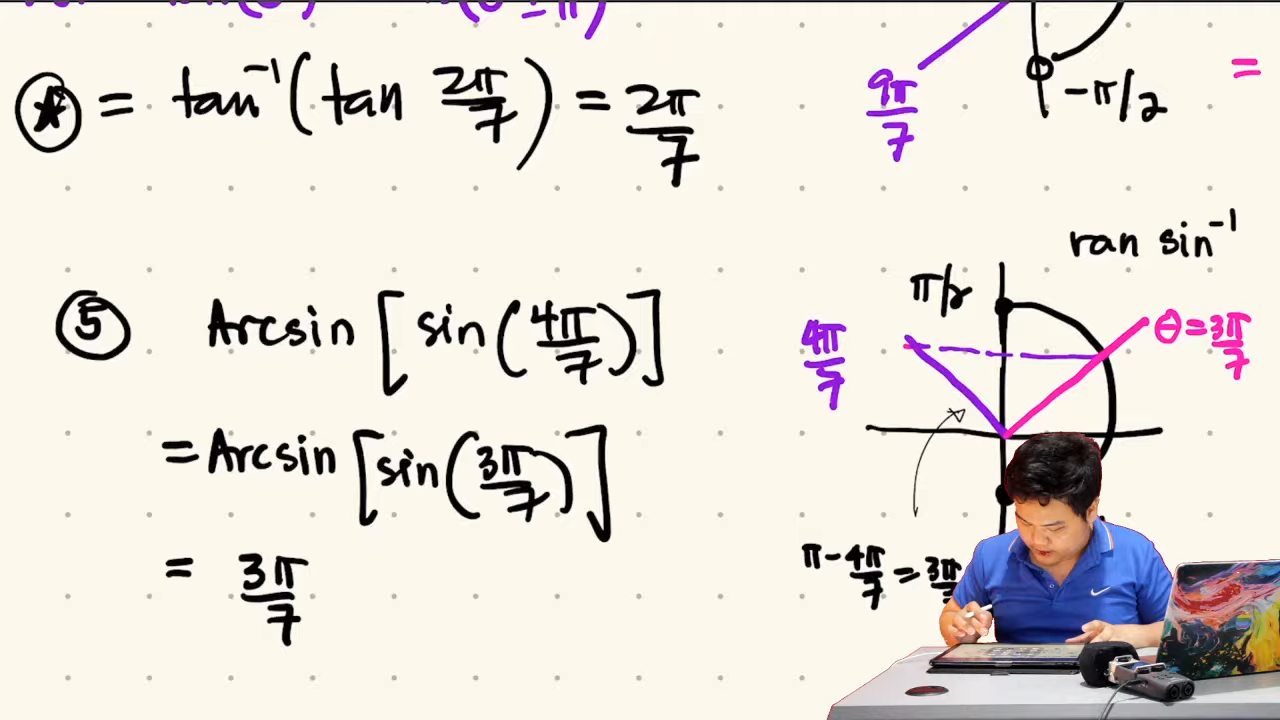 = tan⁻¹(tan 2π/7) = 2π/7
9π/7
-π/2
=
⑤ Arcsin[sin(4π/7)]
= Arcsin[sin(3π/7)]
= 3π/7
ran sin⁻¹
π/2
4π/7
θ = 3π/7
π - 4π/7 = 3π